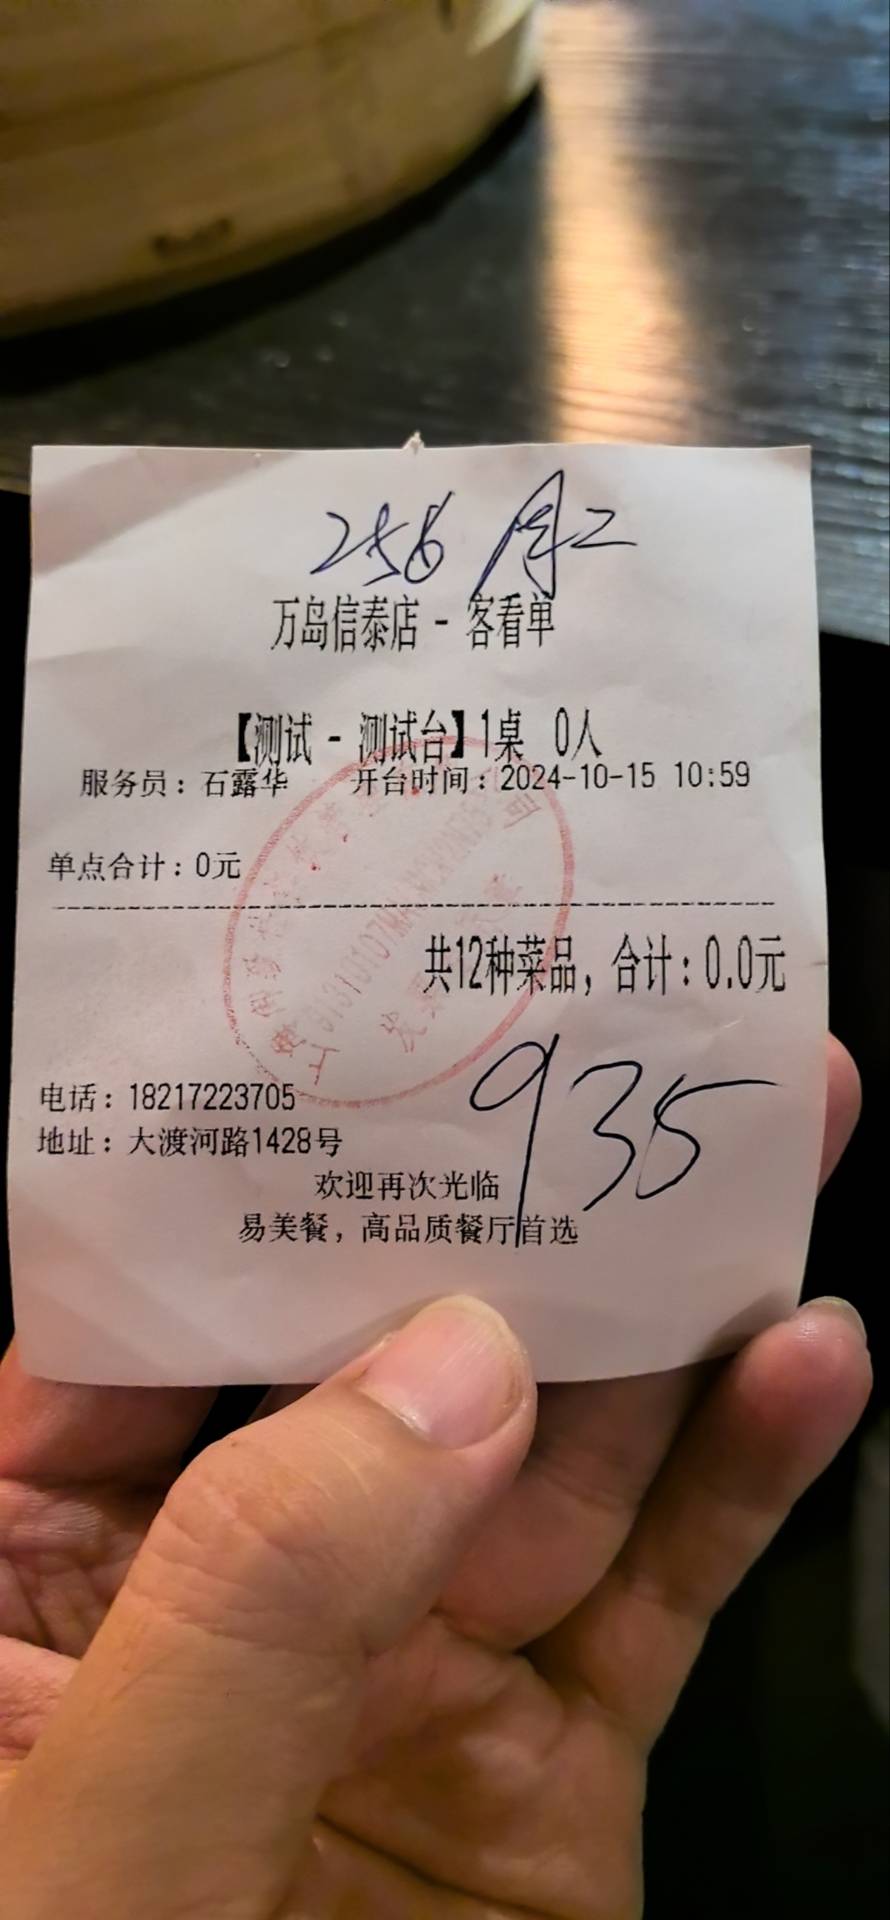 256 周二
万岛信泰店 - 客看单
【测试 - 测试台】1桌 0人
服务员：石露华 开台时间：2024-10-15 10:59
单点合计：0元
共12种菜品，合计：0.0元
935
电话：18217223705
地址：大渡河路1428号
欢迎再次光临
易美餐，高品质餐厅首选